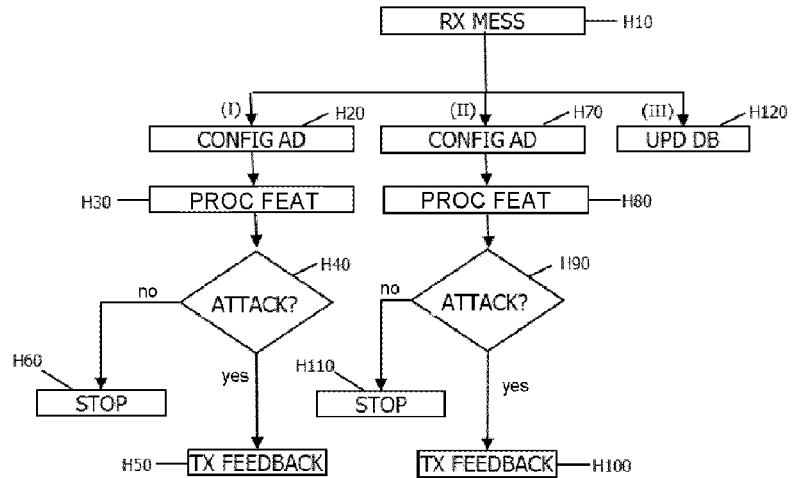 RX MESS
H10
(I)
H20
(II)
H70
(III)
H120
CONFIG AD
CONFIG AD
UPD DB
H30
PROC FEAT
PROC FEAT
H80
H40
H90
no
ATTACK?
no
ATTACK?
H60
yes
H110
yes
STOP
STOP
H50
TX FEEDBACK
TX FEEDBACK
H100